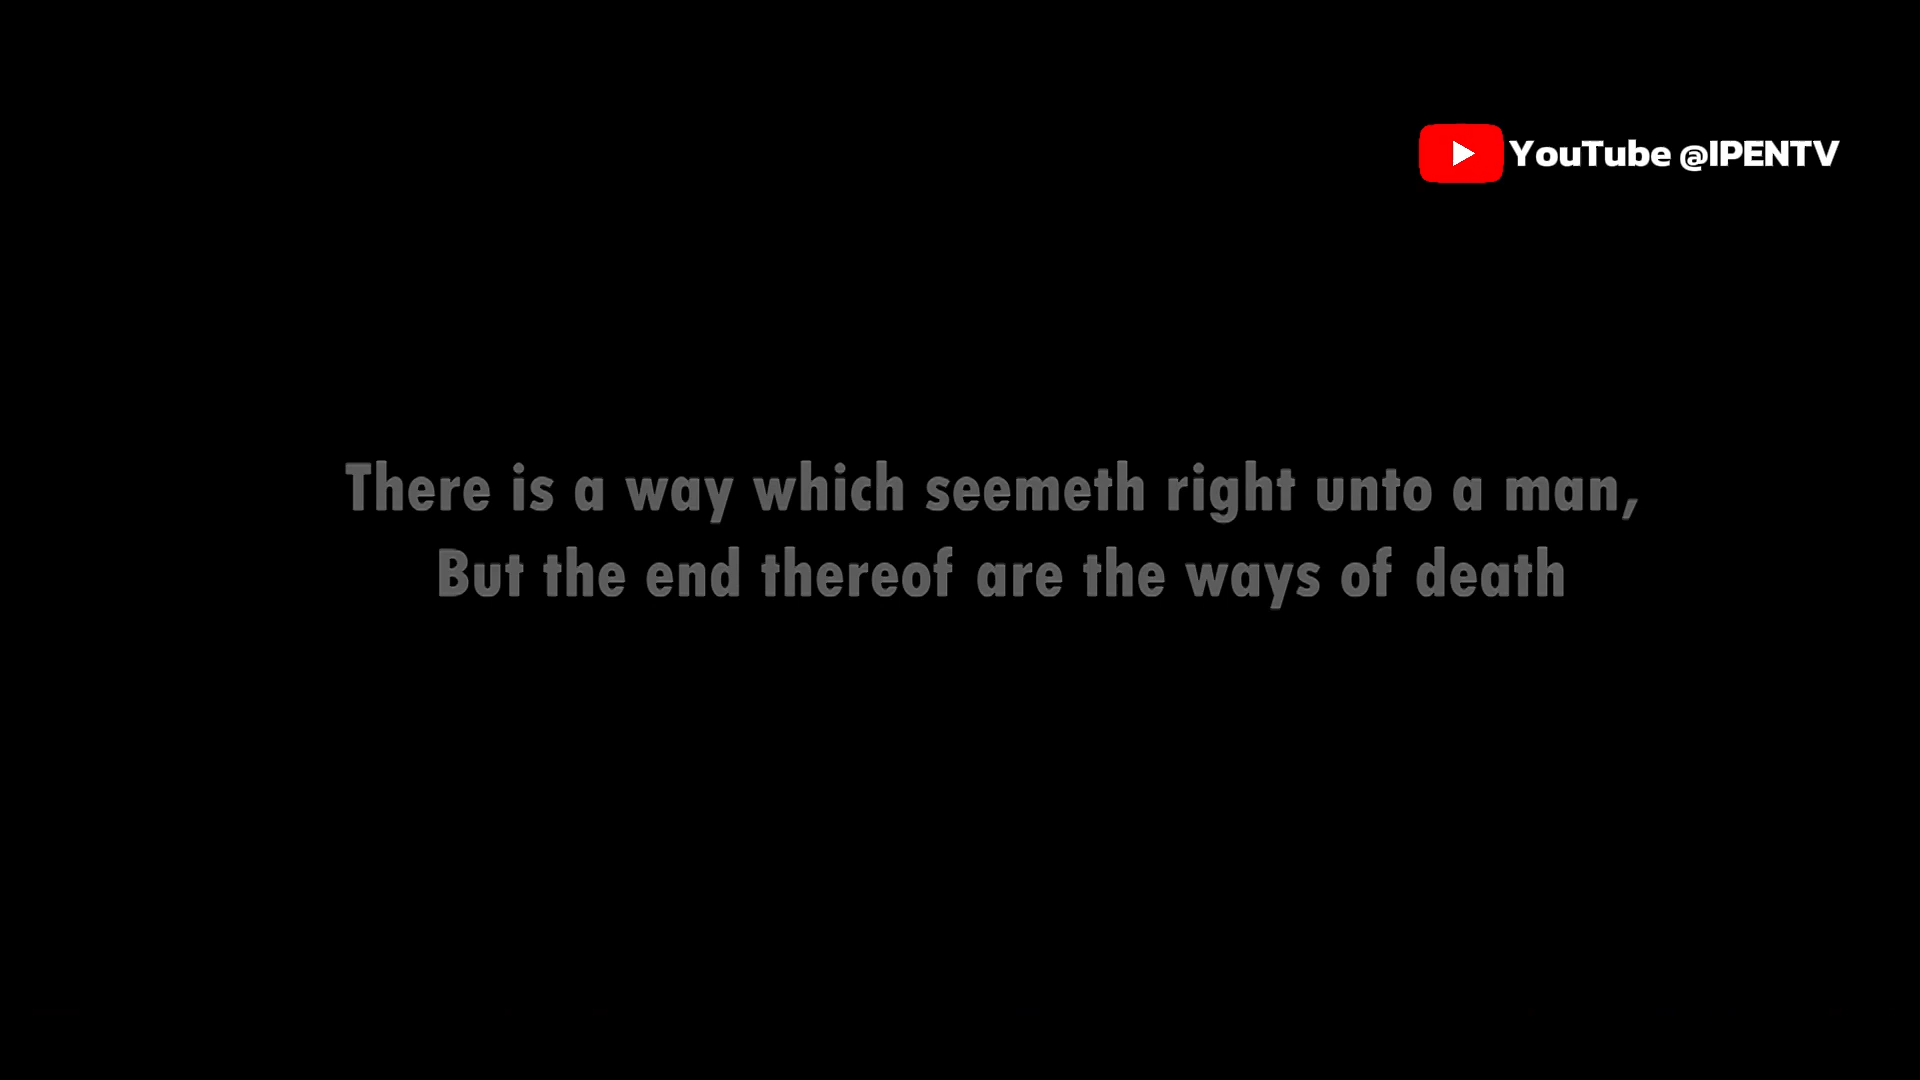 YouTube @IPENTV
There is a way which seemeth right unto a man,
But the end thereof are the ways of death